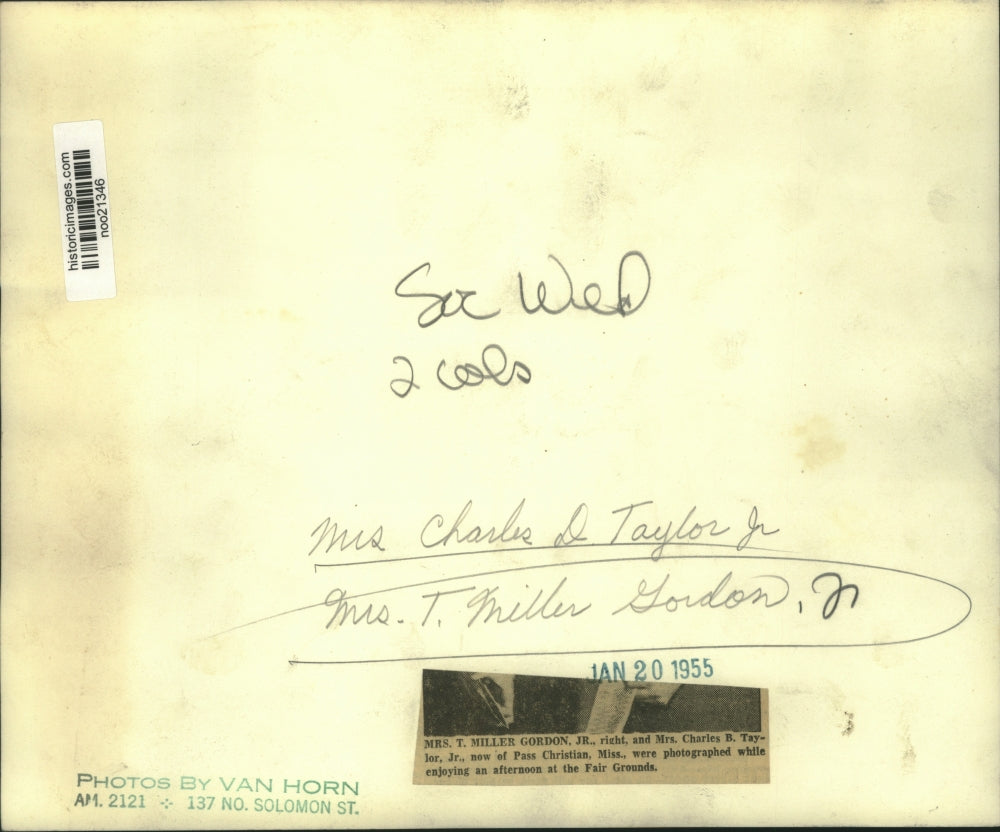 historicimages.com
noo21346
Soc Wed
2 cols
Mrs Charles D Taylor Jr
Mrs. T. Miller Gordon, Jr
JAN 20 1955
MRS. T. MILLER GORDON, JR., right, and Mrs. Charles B. Tay-
lor, Jr., now of Pass Christian, Miss., were photographed while
enjoying an afternoon at the Fair Grounds.
PHOTOS BY VAN HORN
AM. 2121 ÷ 137 NO. SOLOMON ST.